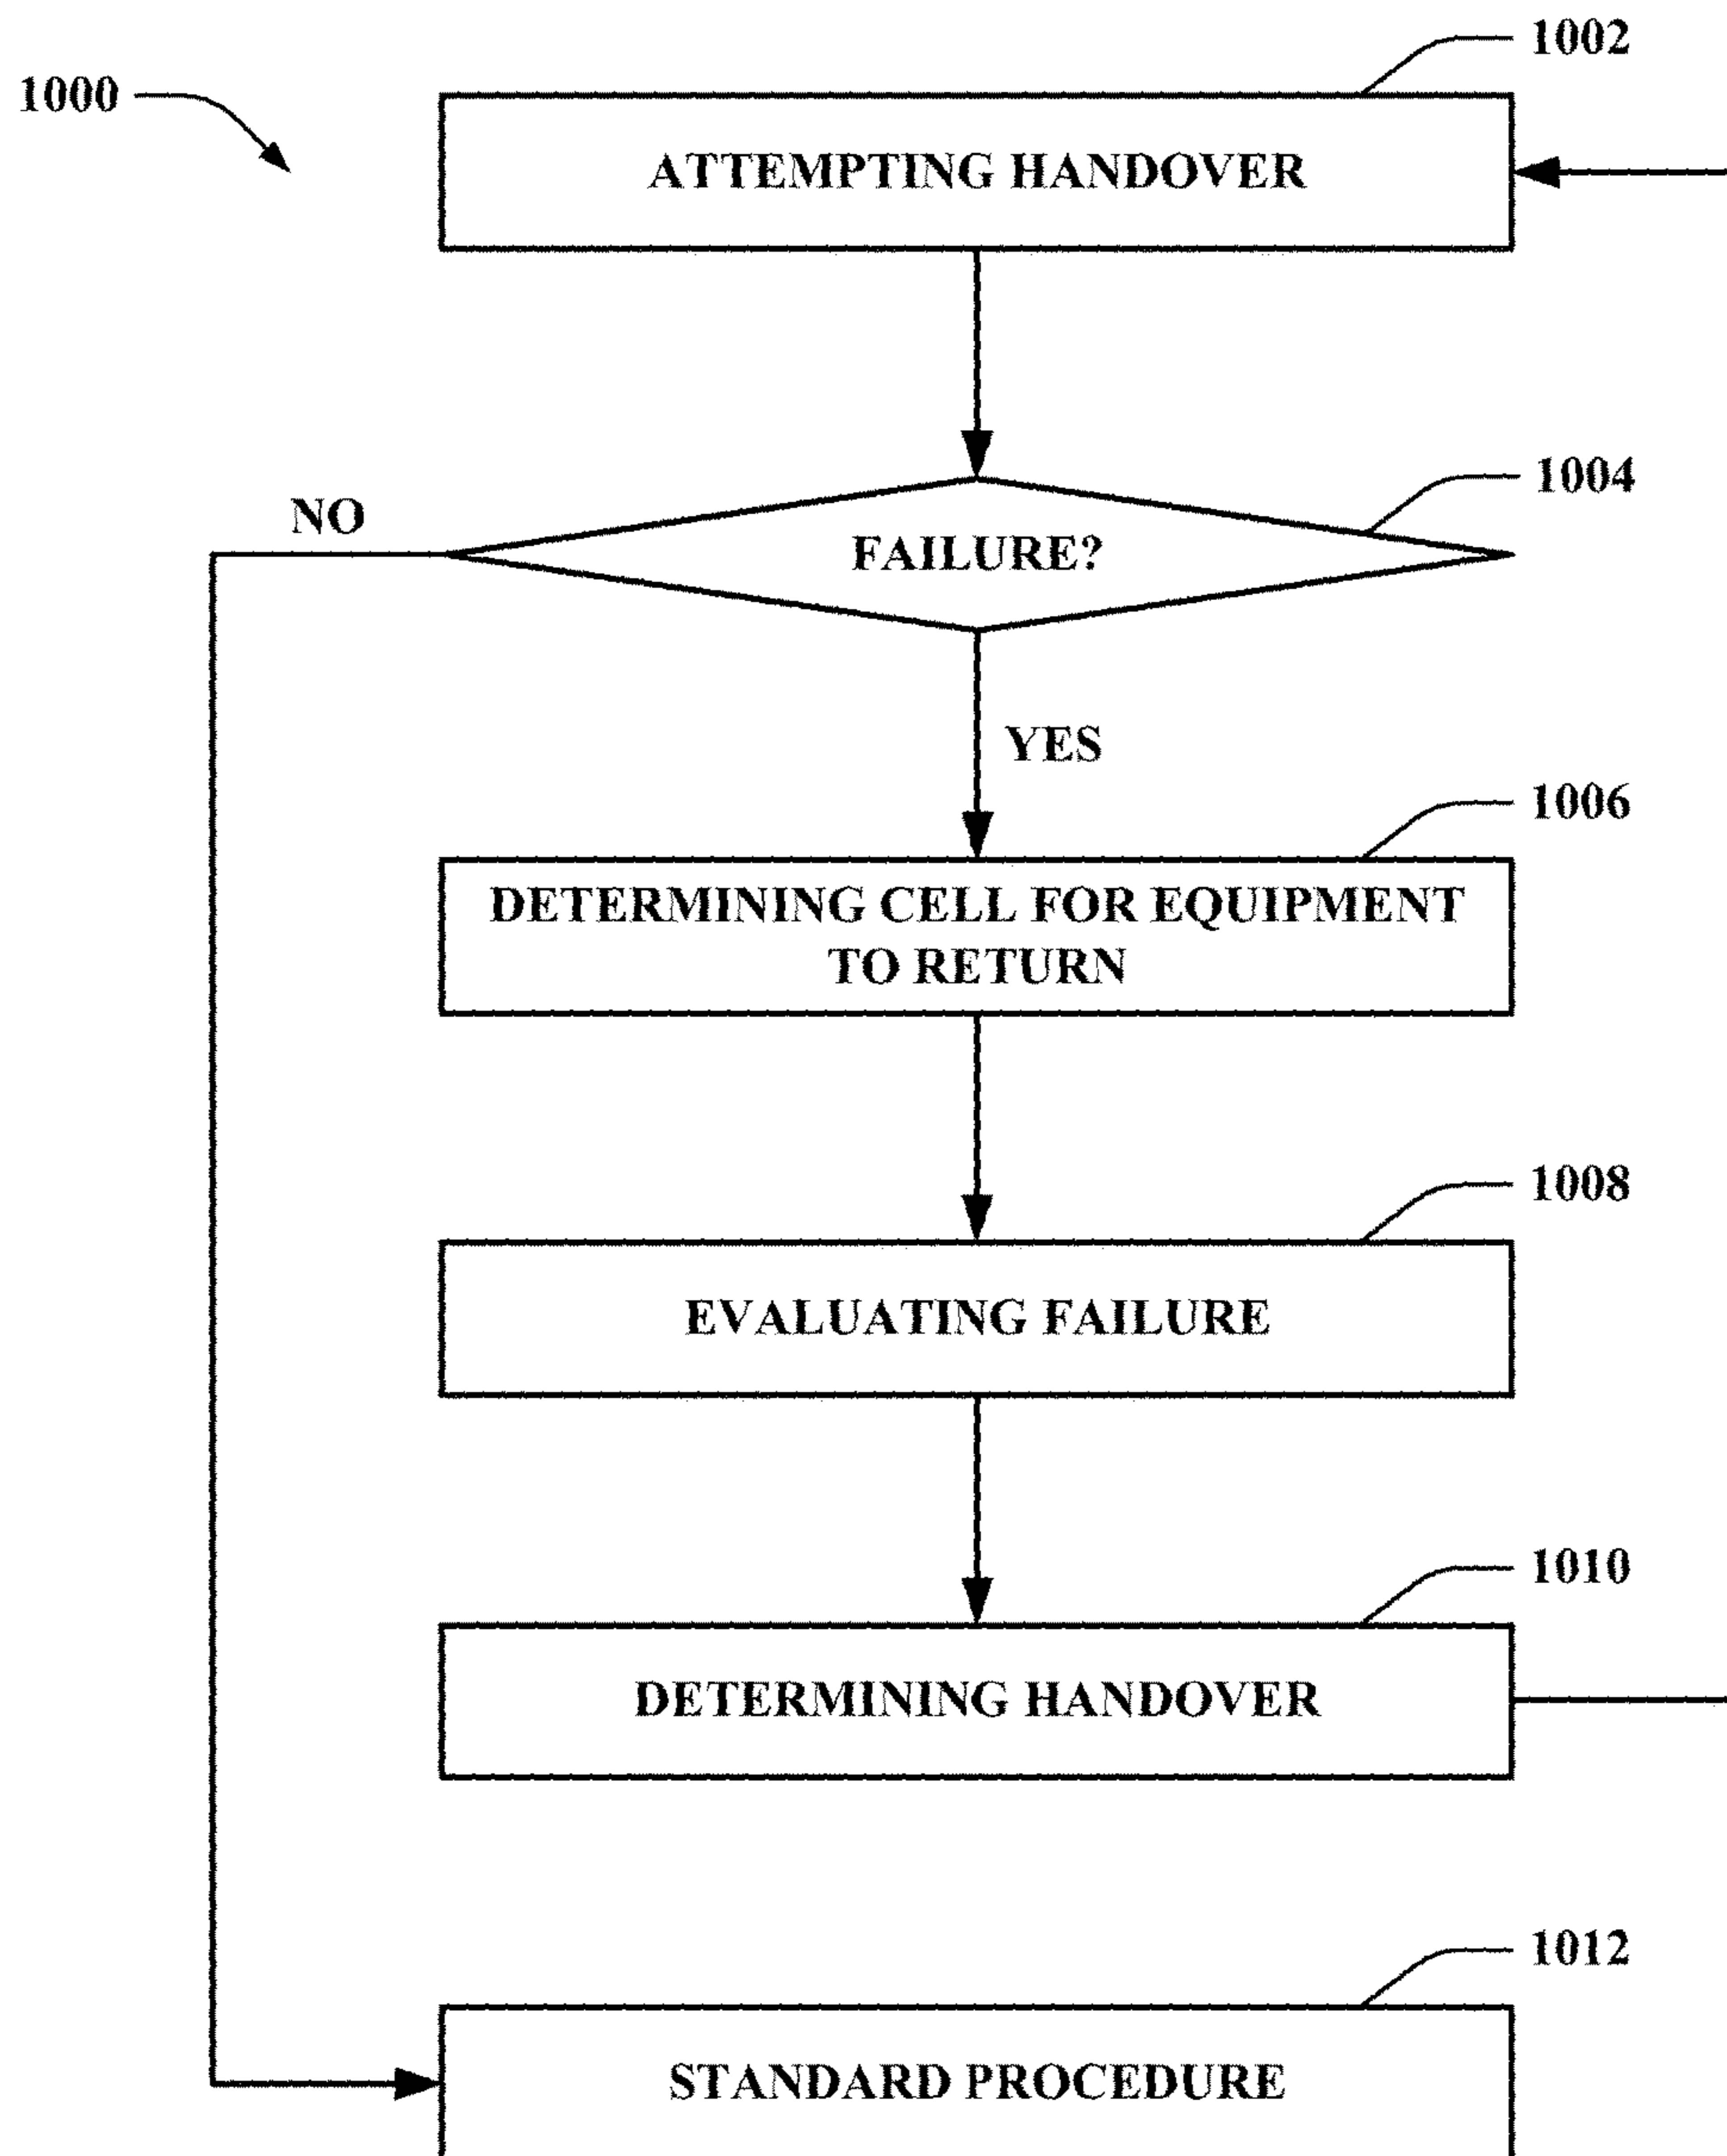 1002
1000
ATTEMPTING HANDOVER
1004
NO
FAILURE?
YES
1006
DETERMINING CELL FOR EQUIPMENT
TO RETURN
1008
EVALUATING FAILURE
1010
DETERMINING HANDOVER
1012
STANDARD PROCEDURE